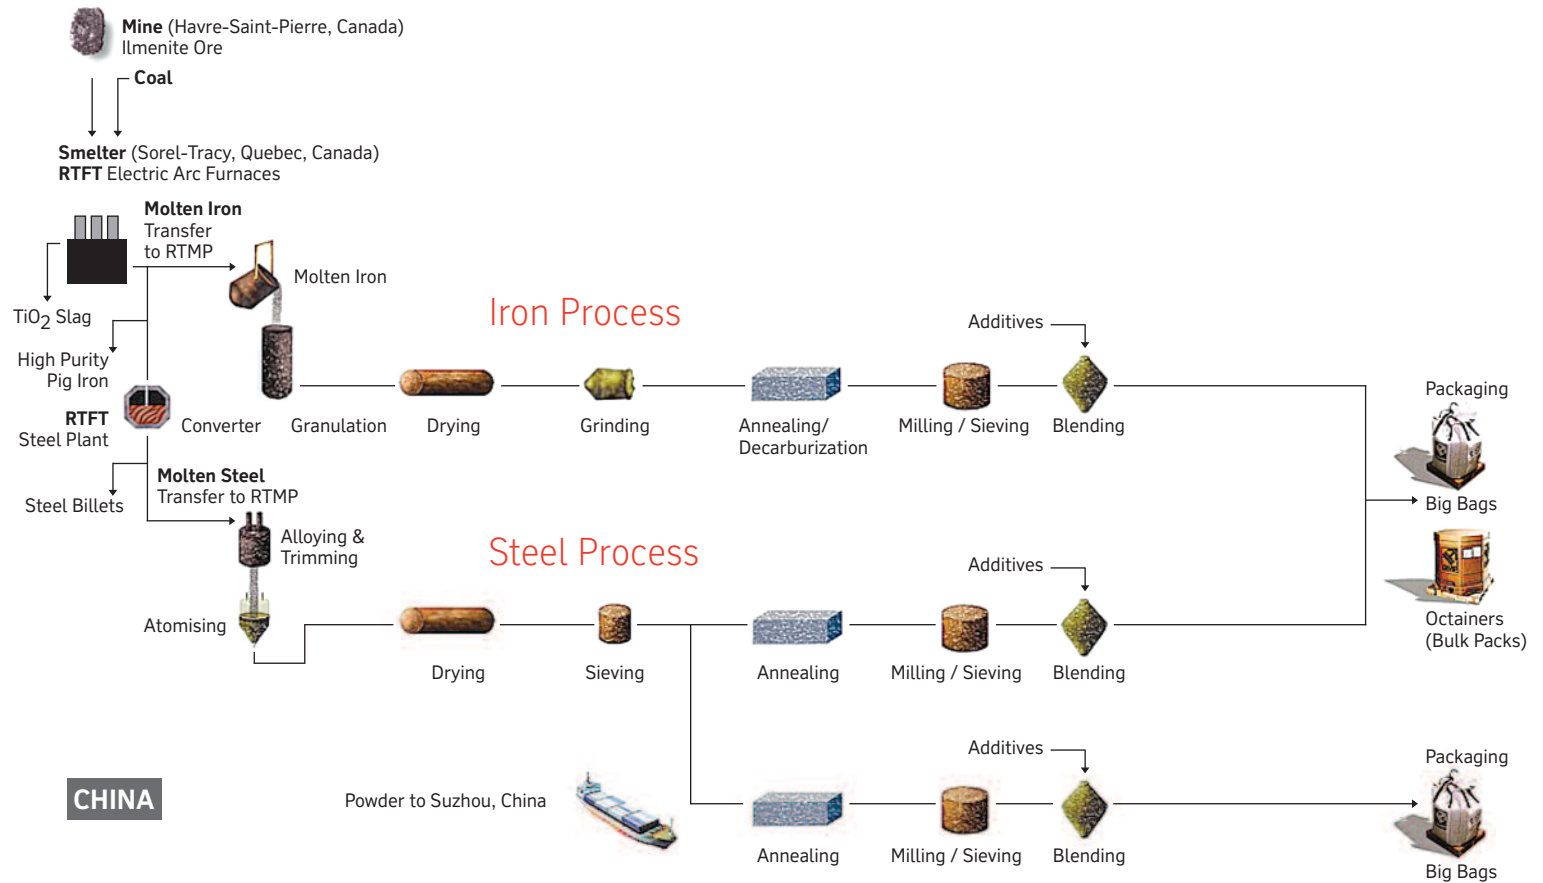 Mine (Havre-Saint-Pierre, Canada)
Ilmenite Ore
Coal
Smelter (Sorel-Tracy, Quebec, Canada)
RTFT Electric Arc Furnaces
Molten Iron
Transfer
to RTMP
Molten Iron
TiO2 Slag
High Purity
Pig Iron
RTFT
Steel Plant
Converter
Steel Billets
Iron Process
Granulation
Drying
Grinding
Annealing/
Decarburization
Milling / Sieving
Additives
Blending
Packaging
Big Bags
Octainers
(Bulk Packs)
Molten Steel
Transfer to RTMP
Alloying &
Trimming
Atomising
Steel Process
Drying
Sieving
Annealing
Milling / Sieving
Additives
Blending
CHINA
Powder to Suzhou, China
Annealing
Milling / Sieving
Additives
Blending
Packaging
Big Bags